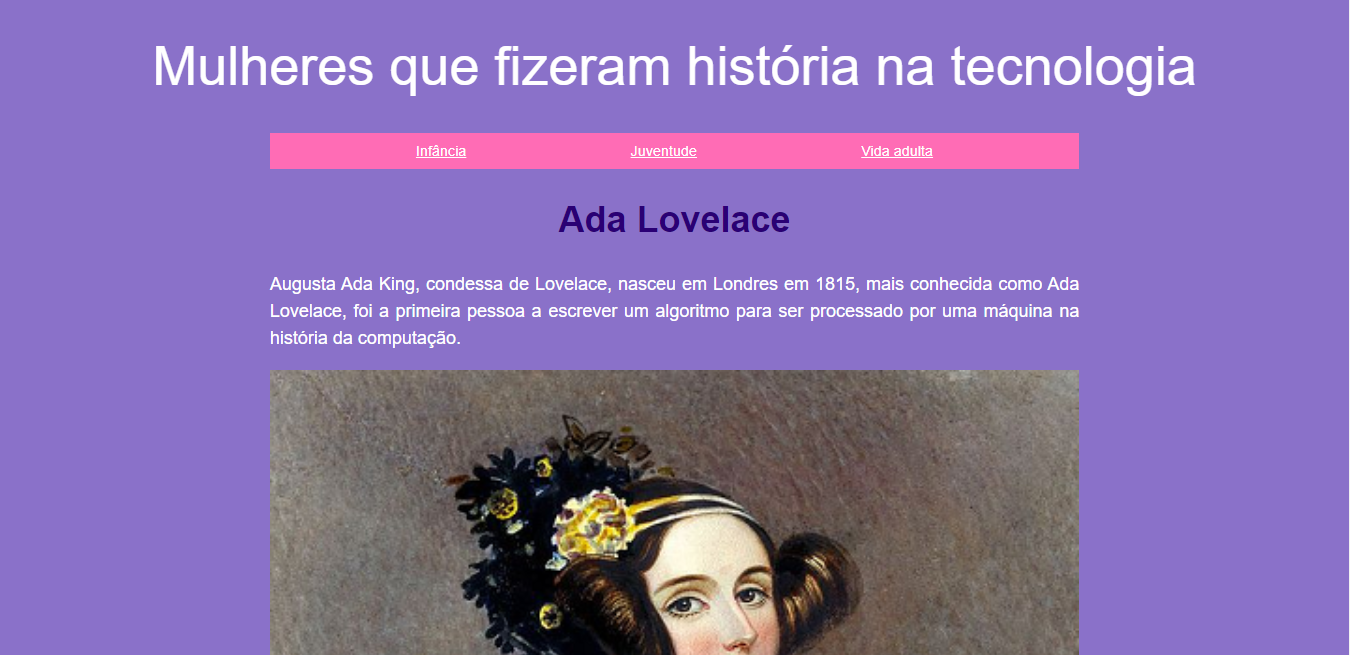 Mulheres que fizeram história na tecnologia
Infância Juventude Vida adulta
Ada Lovelace
Augusta Ada King, condessa de Lovelace, nasceu em Londres em 1815, mais conhecida como Ada
Lovelace, foi a primeira pessoa a escrever um algoritmo para ser processado por uma máquina na
história da computação.